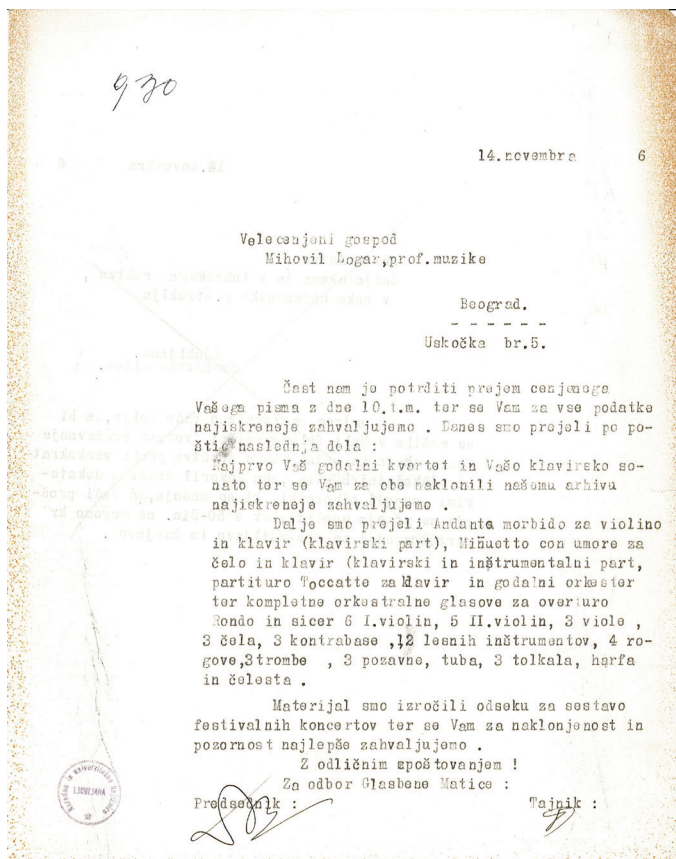 930
14.novembra 6
Velecenjeni gospod
Mihovil Logar,prof.muzike
Beograd.
- - - - - -
Uskočka br.5.
Čast nam je potrditi prejem cenjenega
Vašega pisma z dne 10.t.m. ter se Vam za vse podatke
najiskreneje zahvaljujemo . Danes smo prejeli po po-
šti naslednja dela :
Najprvo Vaš godalni kvartet in Vašo klavirsko so-
nato ter se Vam za obe naklonili našemu arhivu
najiskreneje zahvaljujemo .
Dalje smo prejeli Andante morbido za violino
in klavir (klavirski part), Minuetto con umore za
čelo in klavir (klavirski in inštrumentalni part,
partituro Toccatte za klavir in godalni orkester
ter kompletne orkestralne glasove za overturo
Rondo in sicer 6 I.violin, 5 II.violin, 3 viole ,
3 čela, 3 kontrabase ,12 lesnih inštrumentov, 4 ro-
gove,3trombe , 3 pozavne, tuba, 3 tolkala, harfa
in čelesta .
Materijal smo izročili odseku za sestavo
festivalnih koncertov ter se Vam za naklonjenost in
pozornost najlepše zahvaljujemo .
Z odličnim spoštovanjem !
Za odbor Glasbene Matice :
Predsednik : Tajnik :
LJUBLJANA